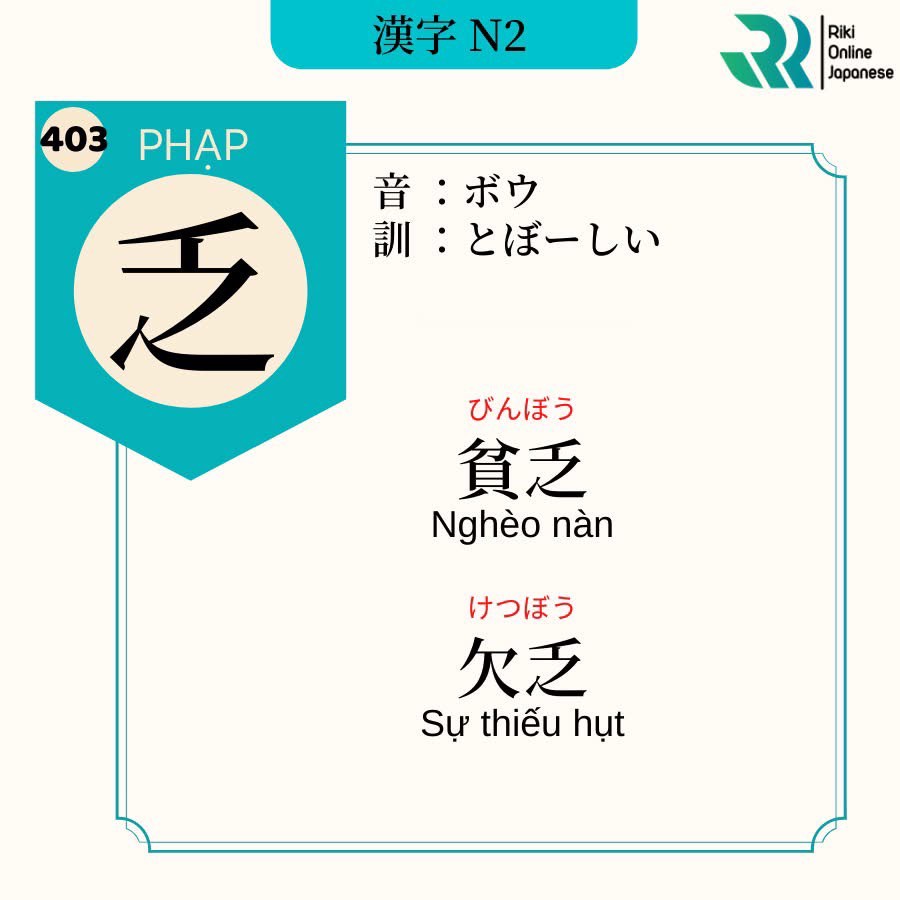 漢字 N2
Riki
Online
Japanese
403
PHẠP
乏
音 ：ボウ
訓 ：とぼーしい
びんぼう
貧乏
Nghèo nàn
けつぼう
欠乏
Sự thiếu hụt